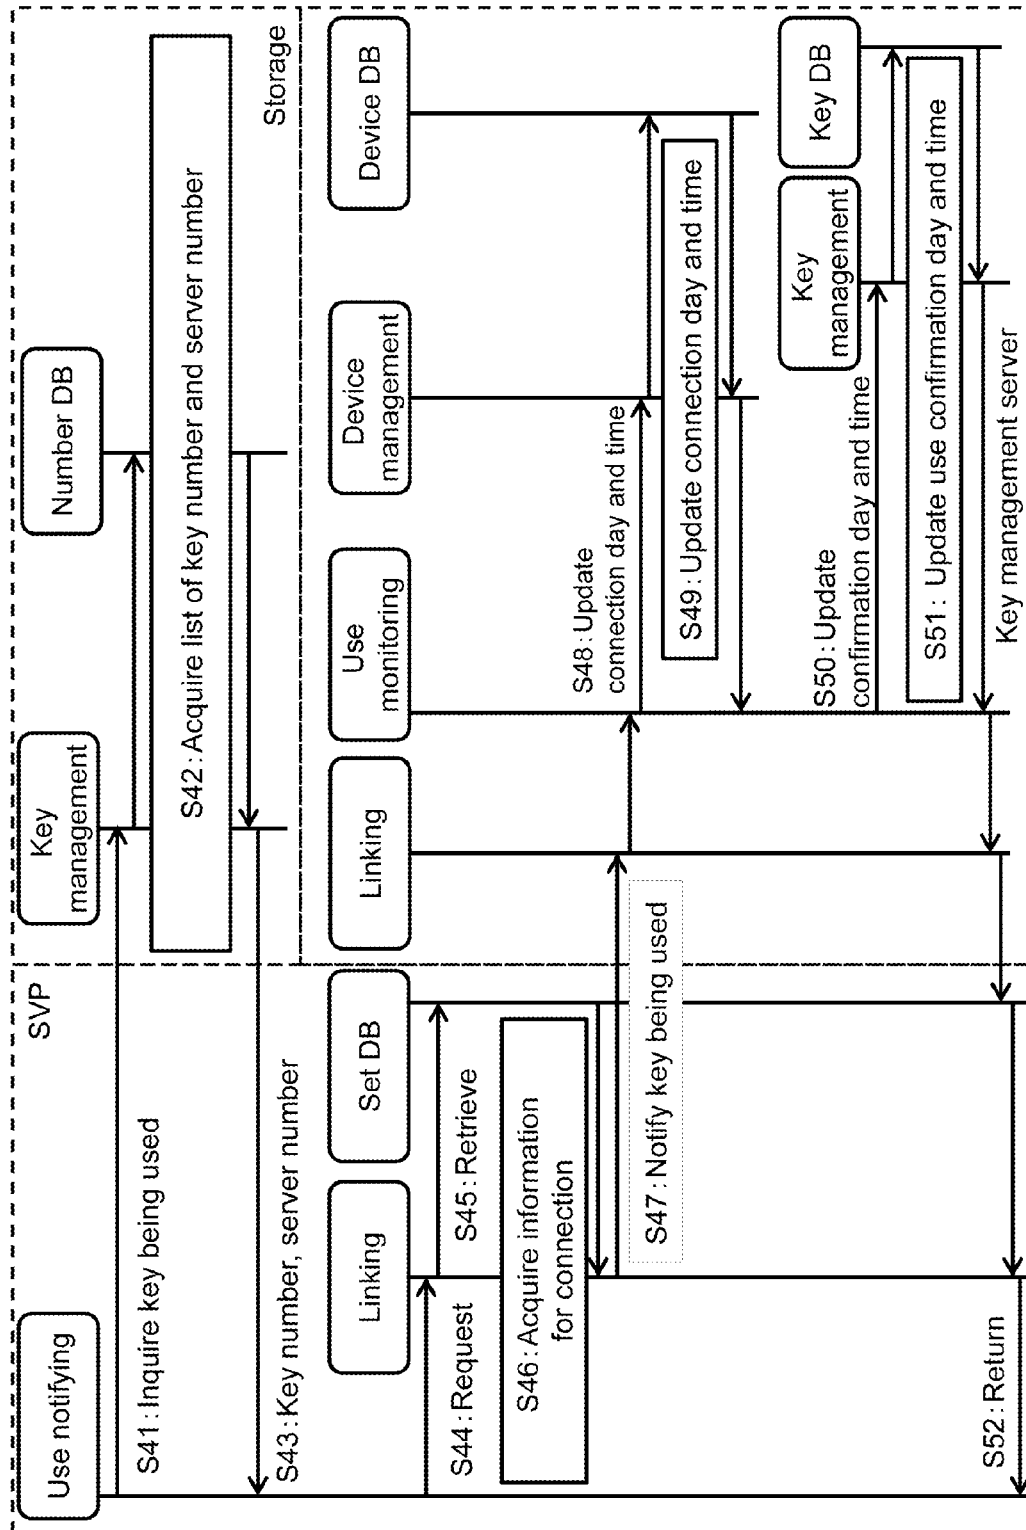 SVP
Storage
Use notifying
Key
management
Number DB
S41: Inquire key being used
S42: Acquire list of key number and server number
S43: Key number, server number
Linking
Set DB
Linking
Use
monitoring
Device
management
Device DB
S44: Request
S45: Retrieve
S46: Acquire information
for connection
S47: Notify key being used
S48: Update
connection day and time
S49: Update connection day and time
Key
management
Key DB
S50: Update
confirmation day and time
S51: Update use confirmation day and time
Key management server
S52: Return